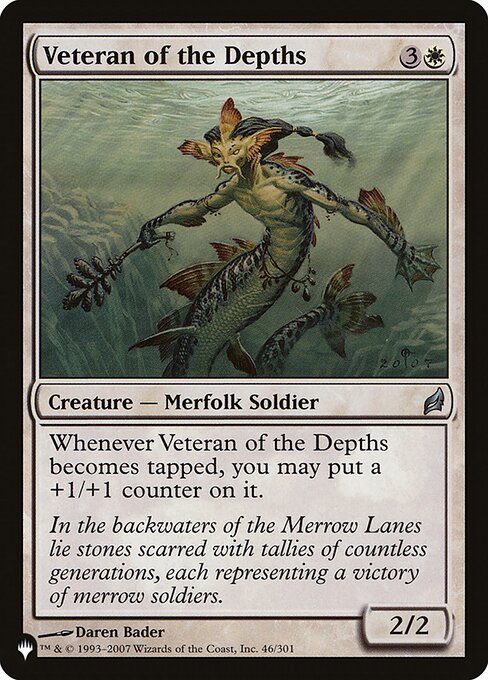 Veteran of the Depths 3
2007
Creature — Merfolk Soldier
Whenever Veteran of the Depths
becomes tapped, you may put a
+1/+1 counter on it.
In the backwaters of the Merrow Lanes
lie stones scarred with tallies of countless
generations, each representing a victory
of merrow soldiers.
Daren Bader
™ & © 1993–2007 Wizards of the Coast, Inc. 46/301
2/2